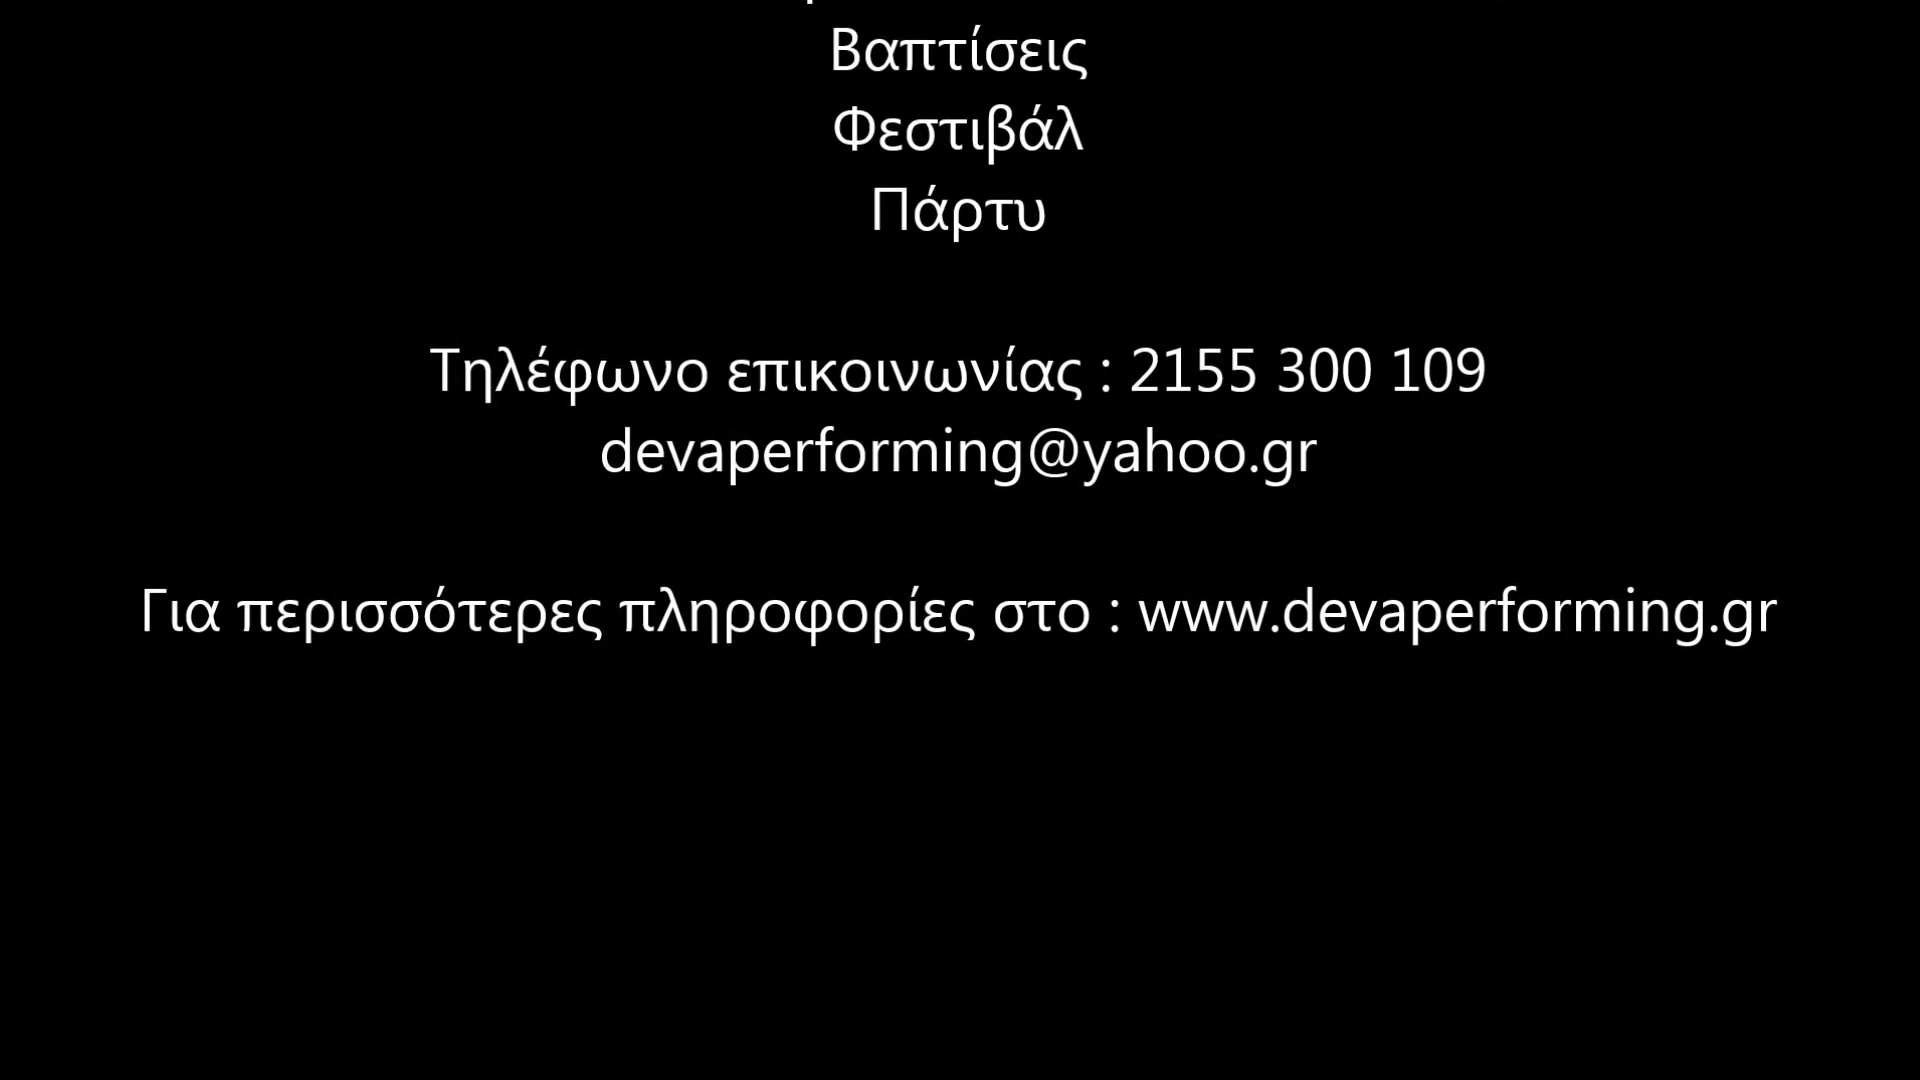 Βαπτίσεις
Φεστιβάλ
Πάρτυ
Τηλέφωνο επικοινωνίας : 2155 300 109
devaperforming@yahoo.gr
Για περισσότερες πληροφορίες στο : www.devaperforming.gr